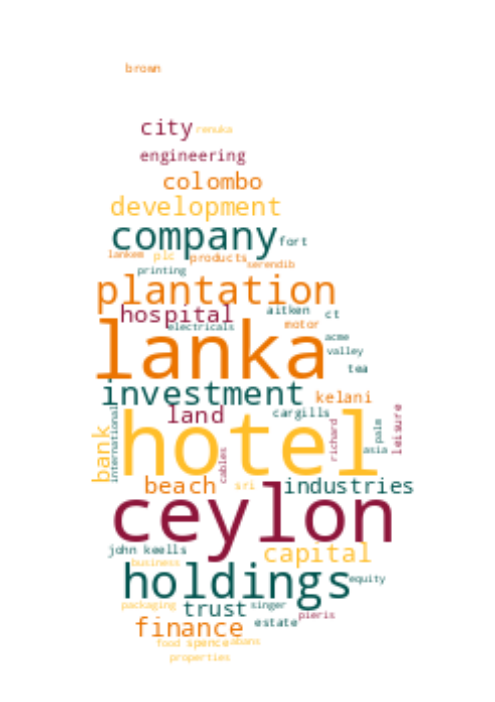 brown
city renuka
engineering
colombo
development
company fort
lankem plc products serendib
printing
plantation
hospital aitken ct
electricals motor
lanka acme
valley
tea
investment kelani
land cargills
hotel
bank international cables richard palm leisure
asia
beach sri industries
ceylon
john keells capital
business
holdings equity
packaging trust singer
pieris
finance estate
food spence abans
properties